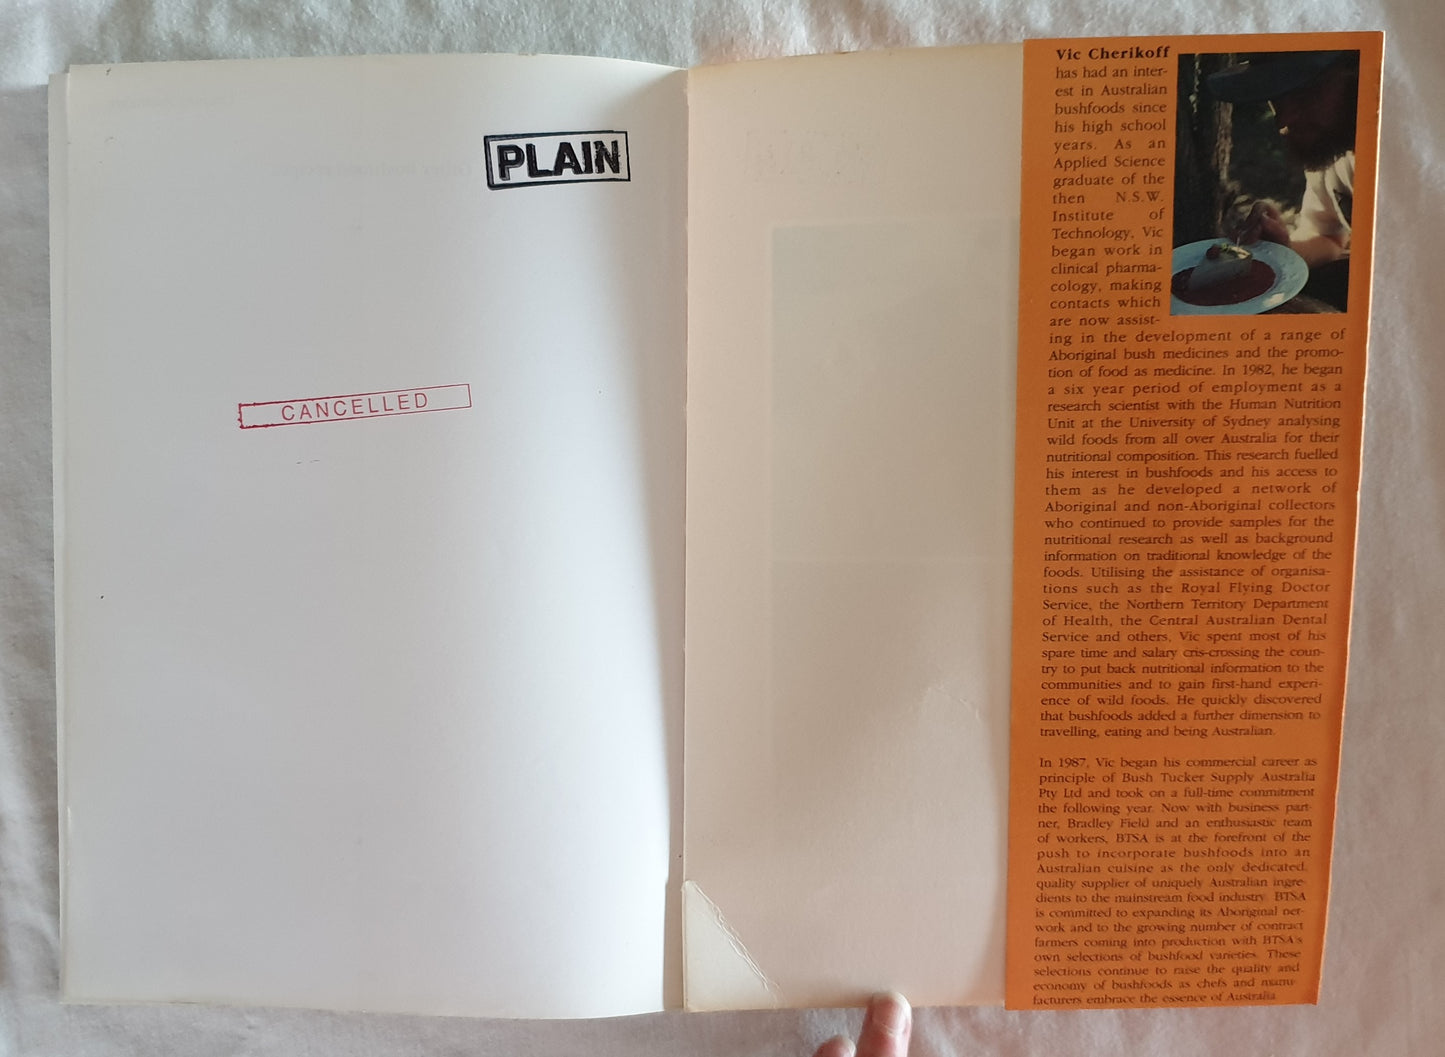 PLAIN
CANCELLED
Vic Cherikoff
has had an inter-
est in Australian
bushfoods since
his high school
years. As an
Applied Science
graduate of the
then N.S.W.
Institute of
Technology, Vic
began work in
clinical pharma-
cology, making
contacts which
are now assist-
ing in the development of a range of
Aboriginal bush medicines and the promo-
tion of food as medicine. In 1982, he began
a six year period of employment as a
research scientist with the Human Nutrition
Unit at the University of Sydney analysing
wild foods from all over Australia for their
nutritional composition. This research fuelled
his interest in bushfoods and his access to
them as he developed a network of
Aboriginal and non-Aboriginal collectors
who continued to provide samples for the
nutritional research as well as background
information on traditional knowledge of the
foods. Utilising the assistance of organisa-
tions such as the Royal Flying Doctor
Service, the Northern Territory Department
of Health, the Central Australian Dental
Service and others, Vic spent most of his
spare time and salary cris-crossing the coun-
try to put back nutritional information to the
communities and to gain first-hand experi-
ence of wild foods. He quickly discovered
that bushfoods added a further dimension to
travelling, eating and being Australian.
In 1987, Vic began his commercial career as
principle of Bush Tucker Supply Australia
Pty Ltd and took on a full-time commitment
the following year. Now with business part-
ner, Bradley Field and an enthusiastic team
of workers, BTSA is at the forefront of the
push to incorporate bushfoods into an
Australian cuisine as the only dedicated,
quality supplier of uniquely Australian ingre-
dients to the mainstream food industry. BTSA
is committed to expanding its Aboriginal net-
work and to the growing number of contract
farmers coming into production with BTSA's
own selections of bushfood varieties. These
selections continue to raise the quality and
economy of bushfoods as chefs and manu-
facturers embrace the essence of Australia.